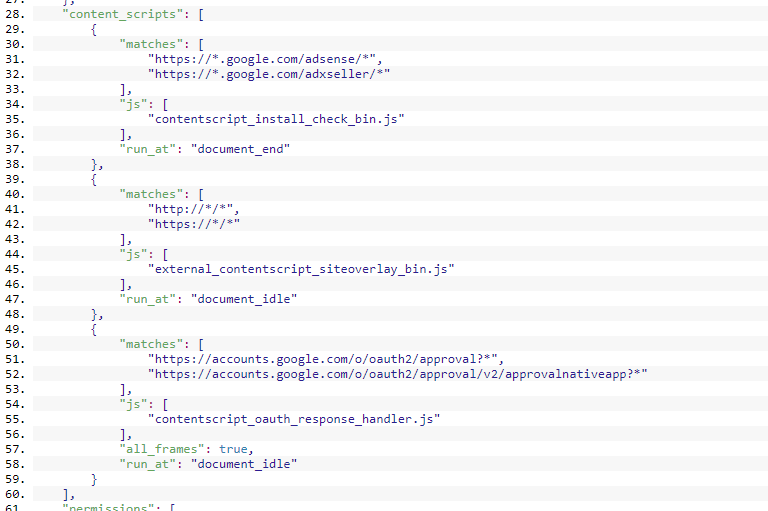 27. ],
28. "content_scripts": [
29. {
30. "matches": [
31. "https://*.google.com/adsense/*",
32. "https://*.google.com/adxseller/*"
33. ],
34. "js": [
35. "contentscript_install_check_bin.js"
36. ],
37. "run_at": "document_end"
38. },
39. {
40. "matches": [
41. "http://*/*",
42. "https://*/*"
43. ],
44. "js": [
45. "external_contentscript_siteoverlay_bin.js"
46. ],
47. "run_at": "document_idle"
48. },
49. {
50. "matches": [
51. "https://accounts.google.com/o/oauth2/approval?*",
52. "https://accounts.google.com/o/oauth2/approval/v2/approvalnativeapp?*"
53. ],
54. "js": [
55. "contentscript_oauth_response_handler.js"
56. ],
57. "all_frames": true,
58. "run_at": "document_idle"
59. }
60. ],
61. "permissions": [